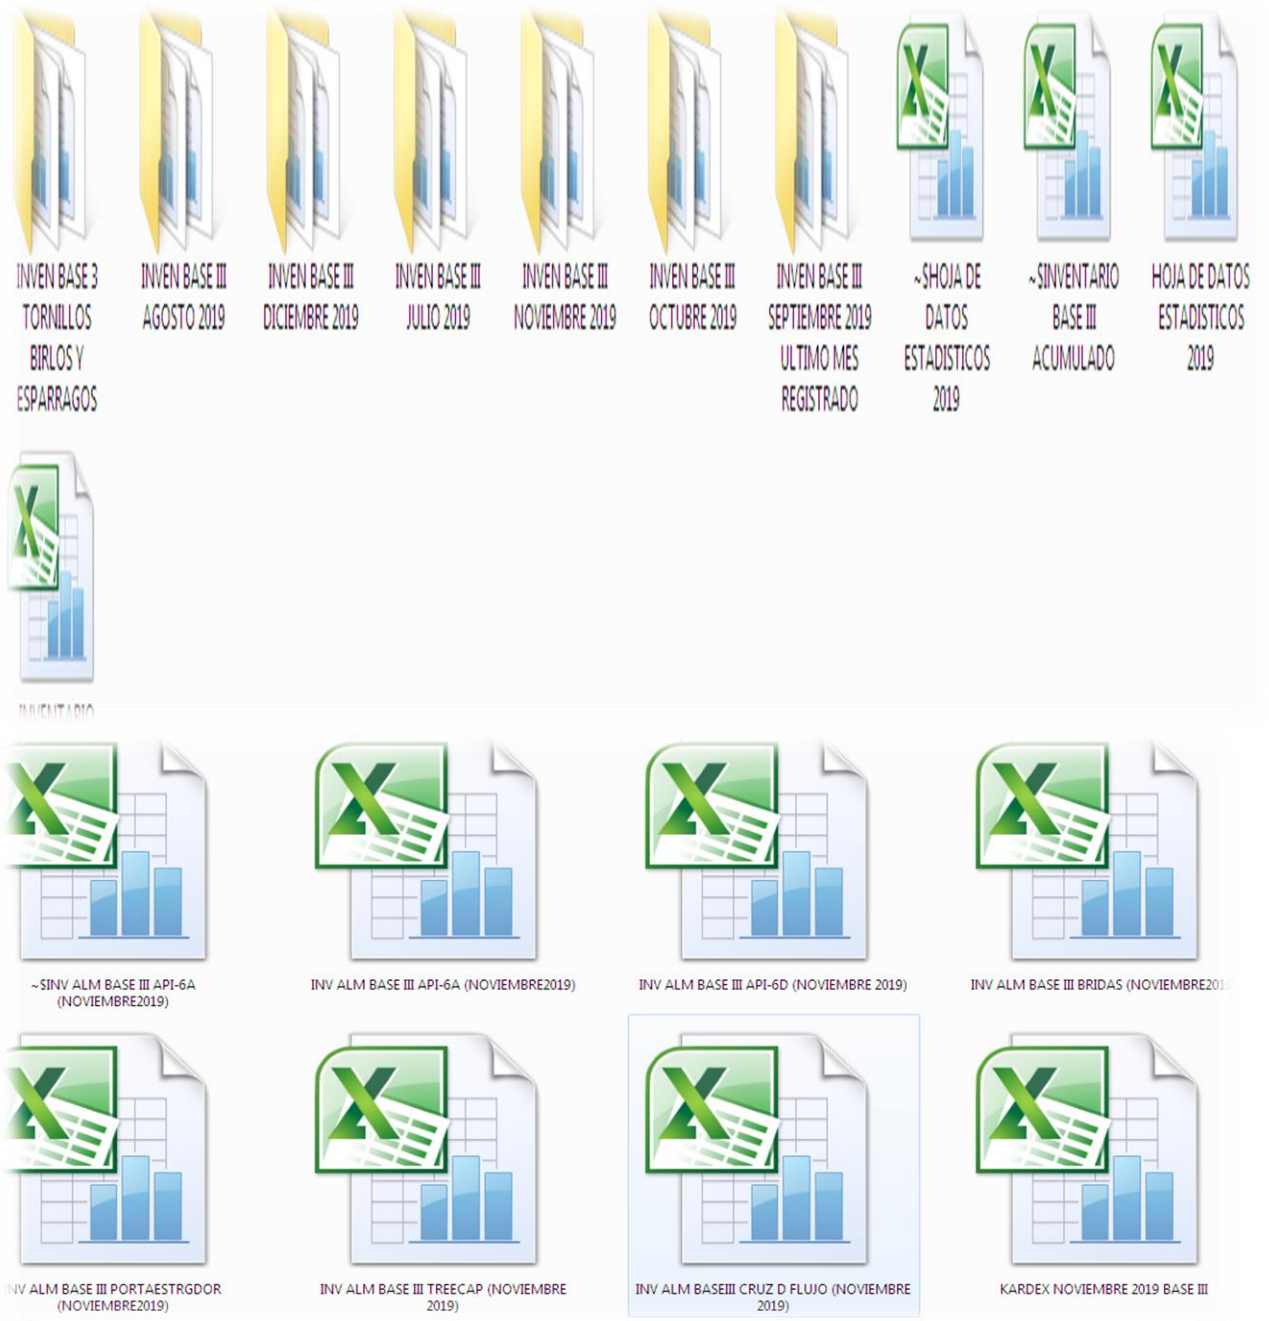 INVEN BASE 3
TORNILLOS
BIRLOS Y
ESPARRAGOS
INVEN BASE III
AGOSTO 2019
INVEN BASE III
DICIEMBRE 2019
INVEN BASE III
JULIO 2019
INVEN BASE III
NOVIEMBRE 2019
INVEN BASE III
OCTUBRE 2019
INVEN BASE III
SEPTIEMBRE 2019
ULTIMO MES
REGISTRADO
~$HOJA DE
DATOS
ESTADISTICOS
2019
~$INVENTARIO
BASE III
ACUMULADO
HOJA DE DATOS
ESTADISTICOS
2019
INVENTARIO
~$INV ALM BASE III API-6A
(NOVIEMBRE2019)
INV ALM BASE III API-6A (NOVIEMBRE2019)
INV ALM BASE III API-6D (NOVIEMBRE 2019)
INV ALM BASE III BRIDAS (NOVIEMBRE201
INV ALM BASE III PORTAESTRGDOR
(NOVIEMBRE2019)
INV ALM BASE III TREECAP (NOVIEMBRE
2019)
INV ALM BASEIII CRUZ D FLUJO (NOVIEMBRE
2019)
KARDEX NOVIEMBRE 2019 BASE III